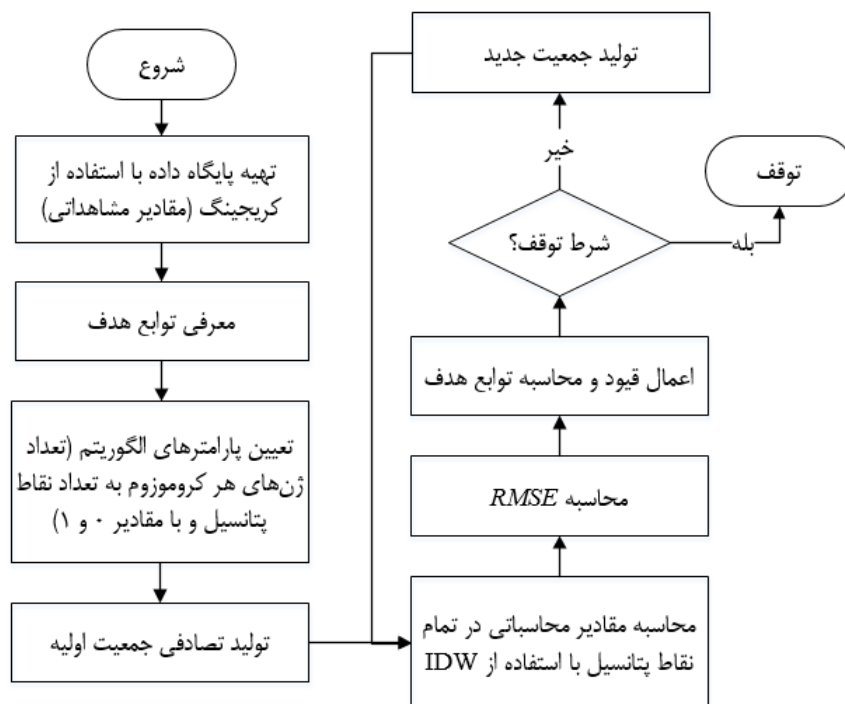 شروع
تهیه پایگاه داده با استفاده از
کریجینگ (مقادیر مشاهداتی)
معرفی توابع هدف
تعیین پارامترهای الگوریتم (تعداد
ژن‌های هر کروموزوم به تعداد نقاط
پتانسیل و با مقادیر ۰ و ۱)
تولید تصادفی جمعیت اولیه
محاسبه مقادیر محاسباتی در تمام
نقاط پتانسیل با استفاده از IDW
محاسبه RMSE
اعمال قیود و محاسبه توابع هدف
شرط توقف؟
خیر
تولید جمعیت جدید
بله
توقف